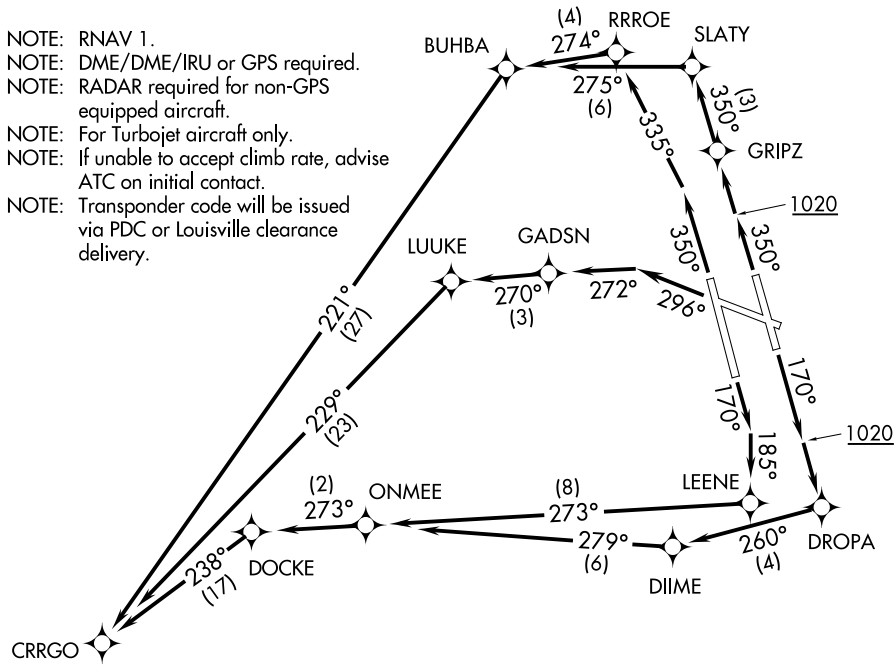 NOTE: RNAV 1.
NOTE: DME/DME/IRU or GPS required.
NOTE: RADAR required for non-GPS
equipped aircraft.
NOTE: For Turbojet aircraft only.
NOTE: If unable to accept climb rate, advise
ATC on initial contact.
NOTE: Transponder code will be issued
via PDC or Louisville clearance
delivery.
BUHBA
(4)
274°
RRROE
SLATY
275°
(6)
(3)
350°
GRIPZ
335°
1020
350°
350°
LUUKE
GADSN
270°
(3)
272°
296°
221°
(27)
229°
(23)
170°
170°
185°
1020
LEENE
DROPA
(8)
273°
ONMEE
(2)
273°
279°
(6)
260°
(4)
DIIME
DOCKE
238°
(17)
CRRGO